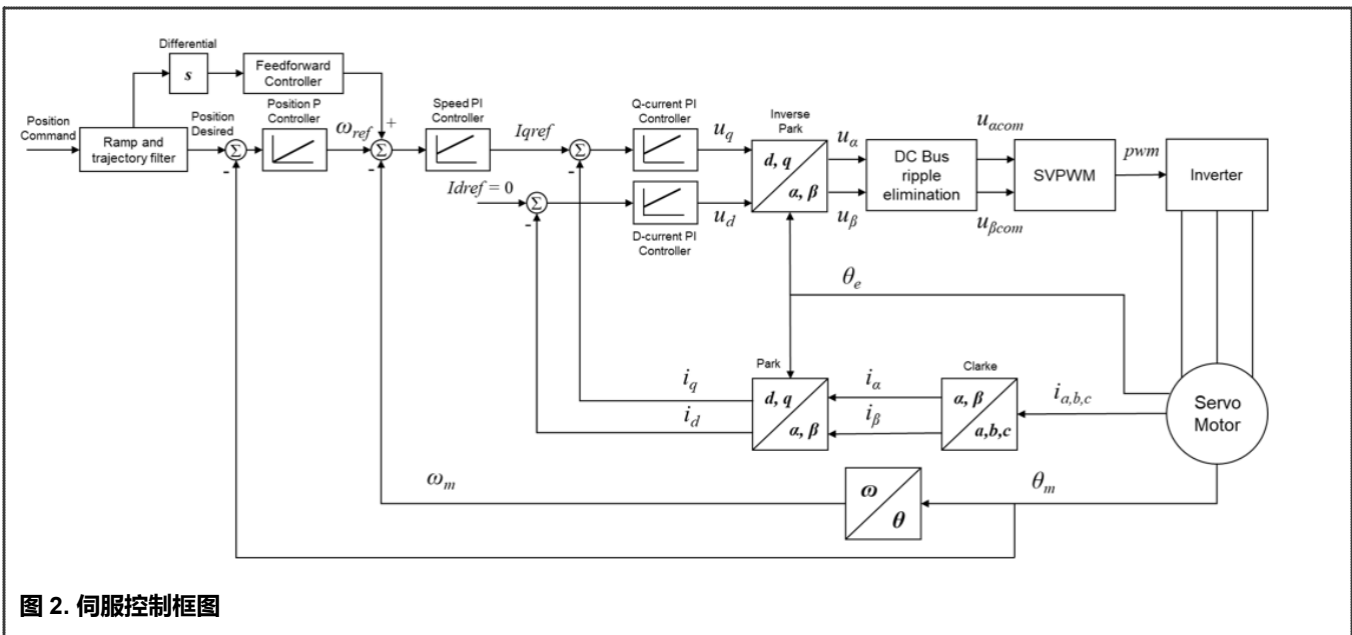 Differential
s
Feedforward
Controller
Position
Command
Ramp and
trajectory filter
Position
Desired
Σ
-
Position P
Controller
ω_ref
+
Σ
-
Speed PI
Controller
Iqref
Σ
-
Idref = 0
Σ
-
Q-current PI
Controller
u_q
D-current PI
Controller
u_d
Inverse
Park
d, q
α, β
u_α
u_β
DC Bus
ripple
elimination
u_αcom
u_βcom
SVPWM
pwm
Inverter
θ_e
Park
d, q
α, β
i_q
i_d
i_α
i_β
Clarke
α, β
a,b,c
i_a,b,c
Servo
Motor
ω_m
ω
θ
θ_m
图 2. 伺服控制框图